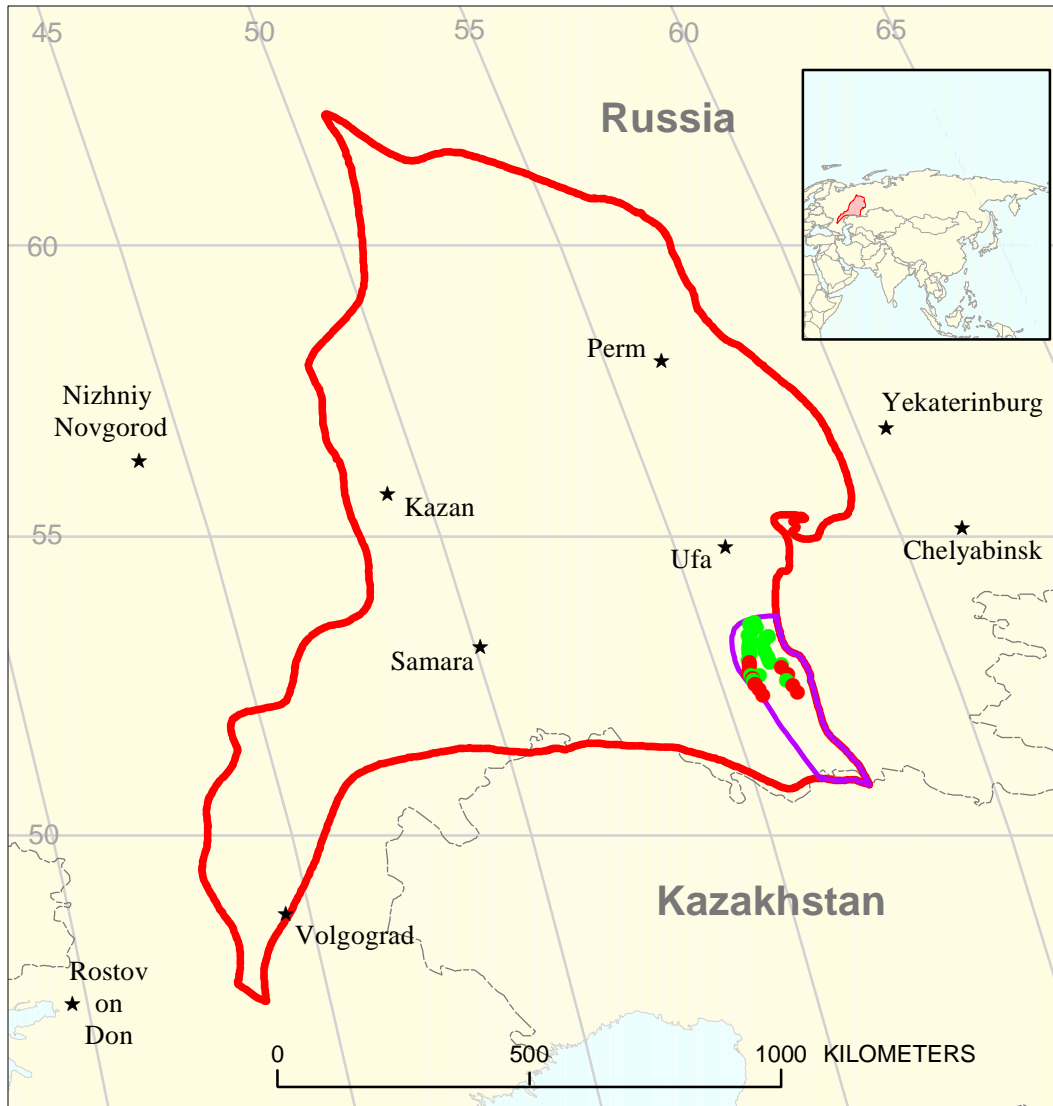 45
50
55
60
65
Russia
60
Perm
Nizhniy
Novgorod
Yekaterinburg
Kazan
55
Ufa
Chelyabinsk
Samara
50
Kazakhstan
Volgograd
Rostov
on
Don
0
500
1000 KILOMETERS